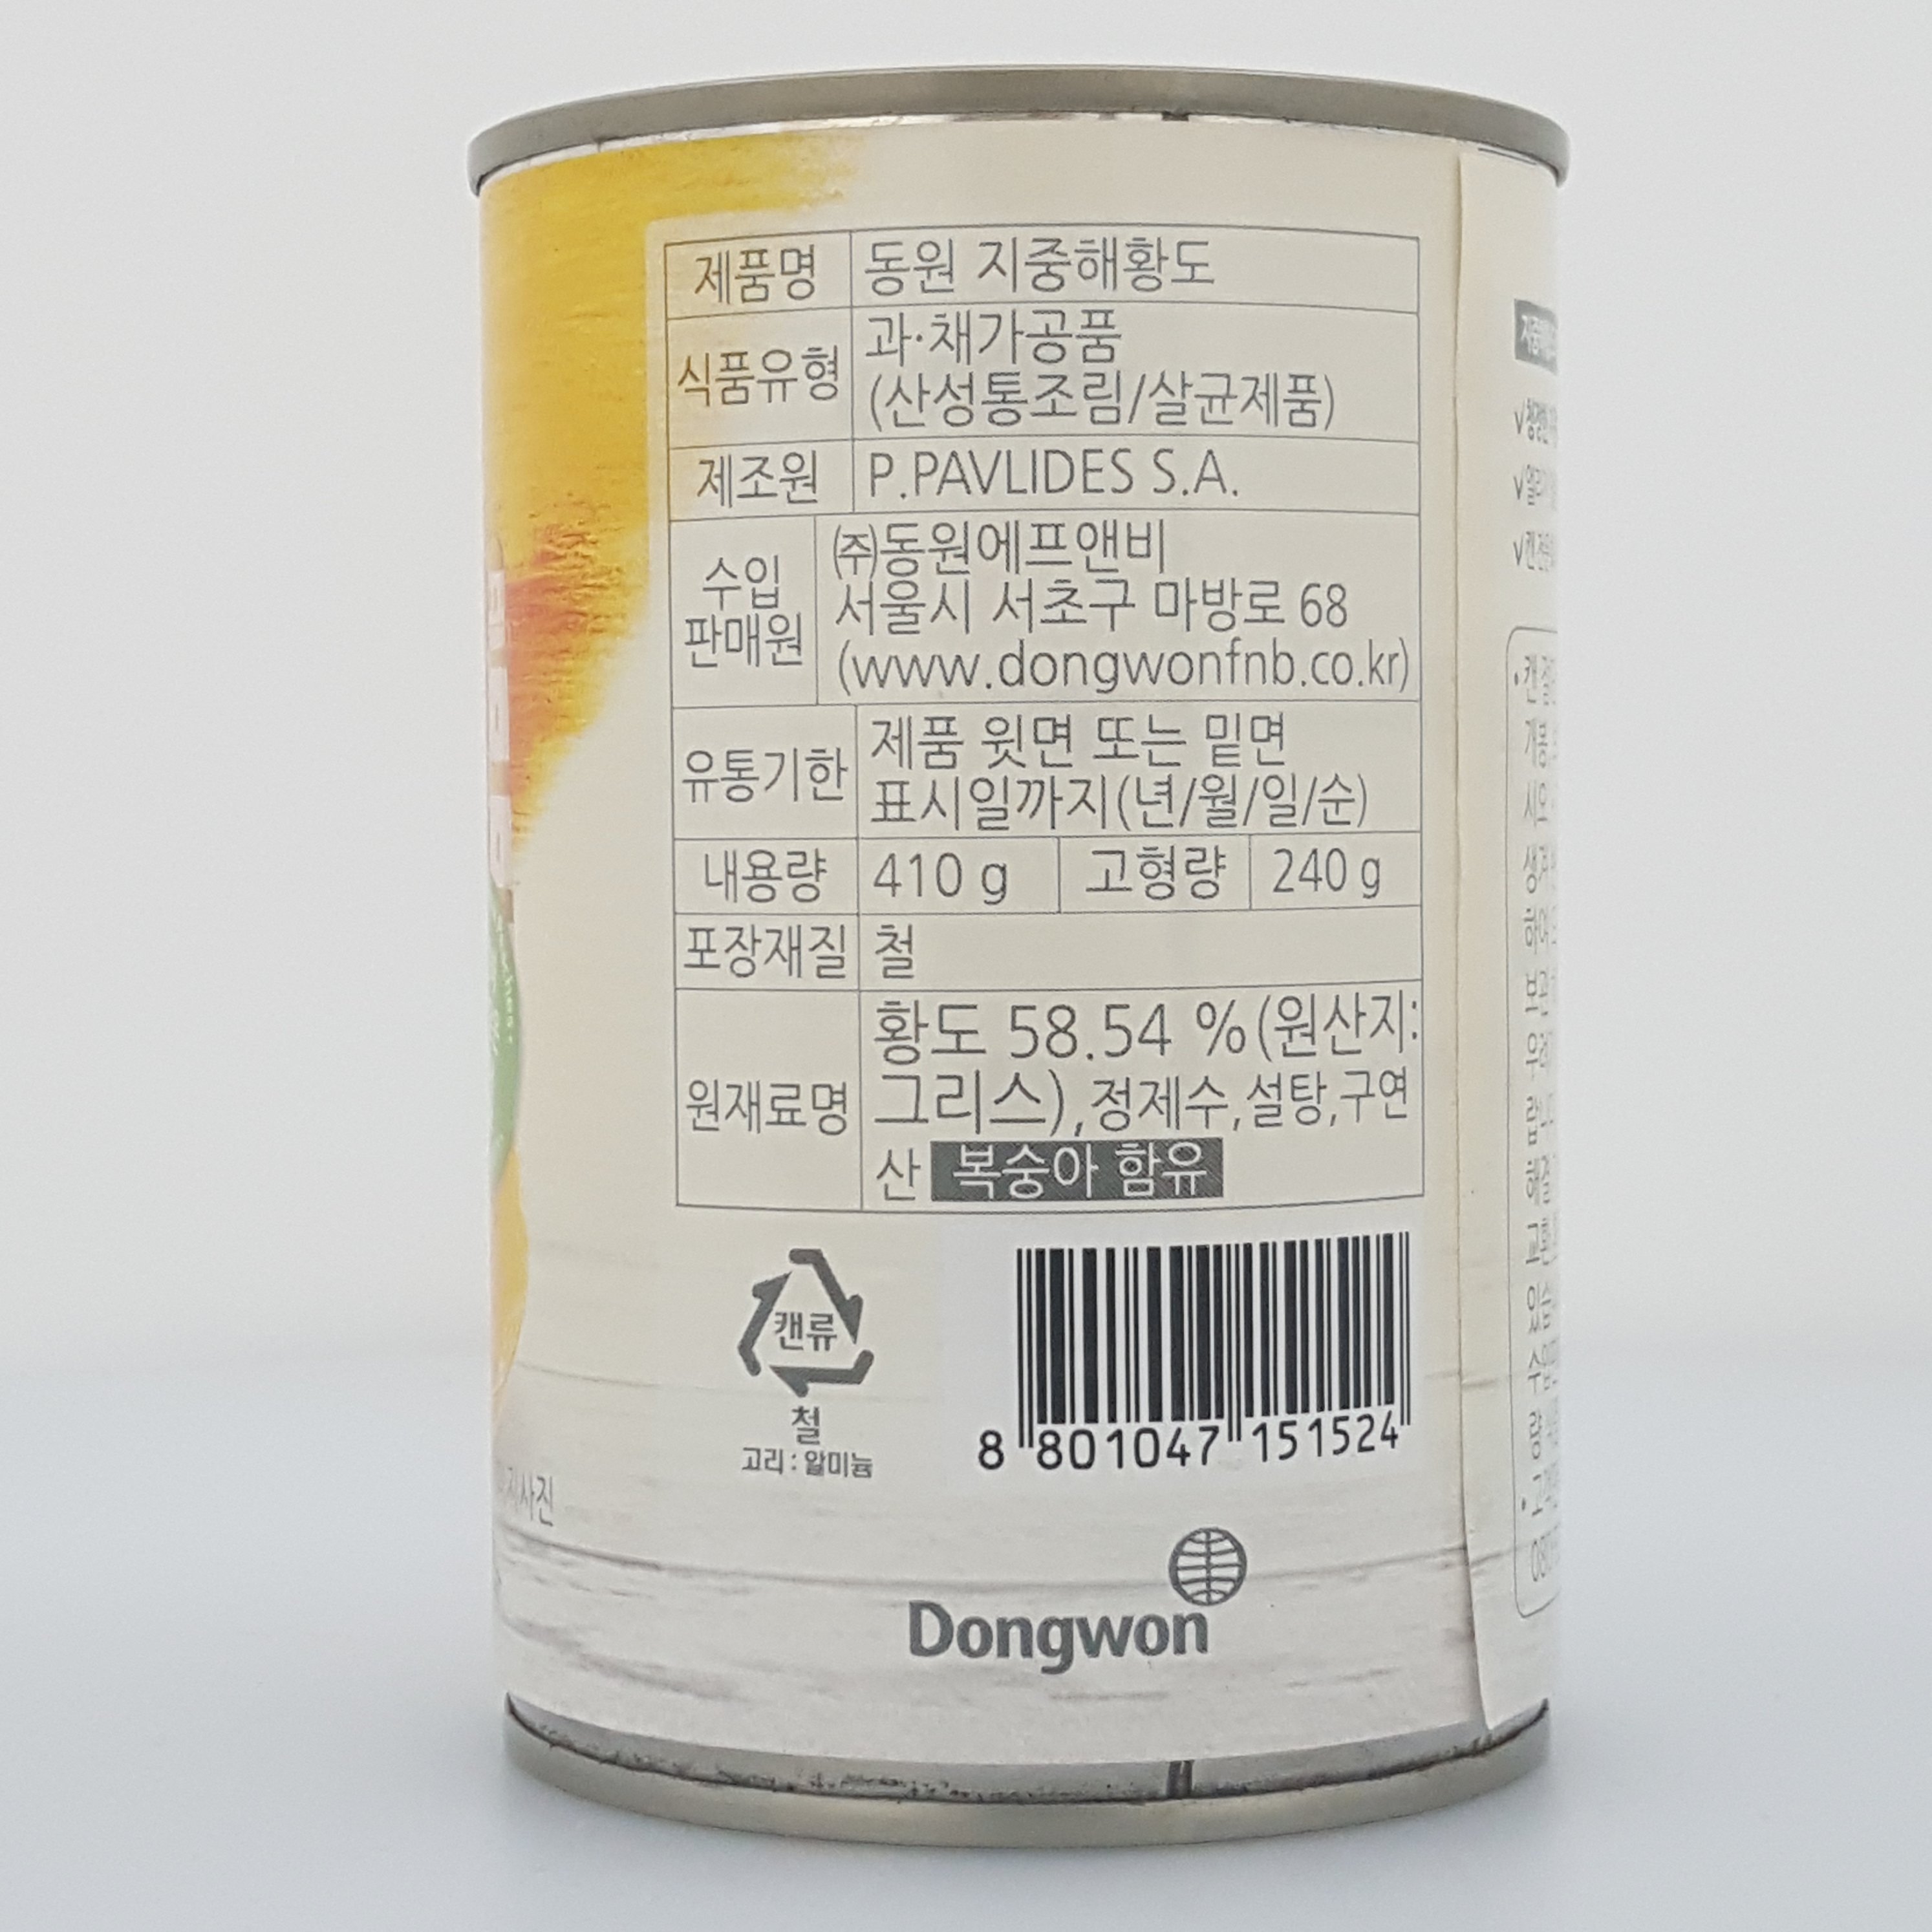 제품명 동원 지중해황도
식품유형 과·채가공품
(산성통조림/살균제품)
제조원 P.PAVLIDES S.A.
수입
판매원
㈜동원에프앤비
서울시 서초구 마방로 68
(www.dongwonfnb.co.kr)
유통기한 제품 윗면 또는 밑면
표시일까지(년/월/일/순)
내용량 410 g 고형량 240 g
포장재질 철
원재료명 황도 58.54 %(원산지:
그리스),정제수,설탕,구연
산 복숭아 함유
캔류
철
고리 : 알미늄
8 801047 151524
Dongwon